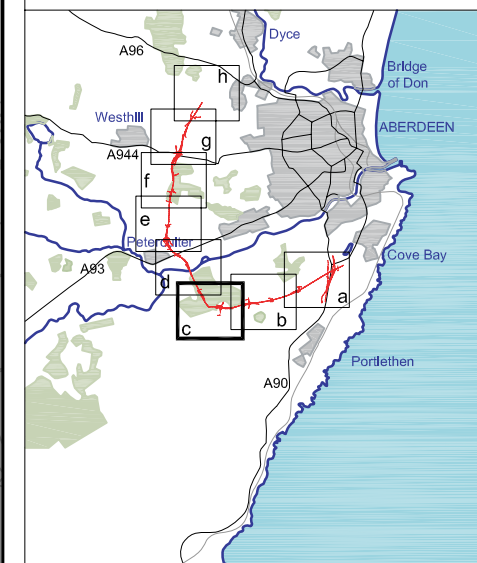 Dyce
A96
h
Bridge
of Don
Westhill
ABERDEEN
g
A944
f
e
Peterculter
Cove Bay
A93
d
a
b
c
Portlethen
A90